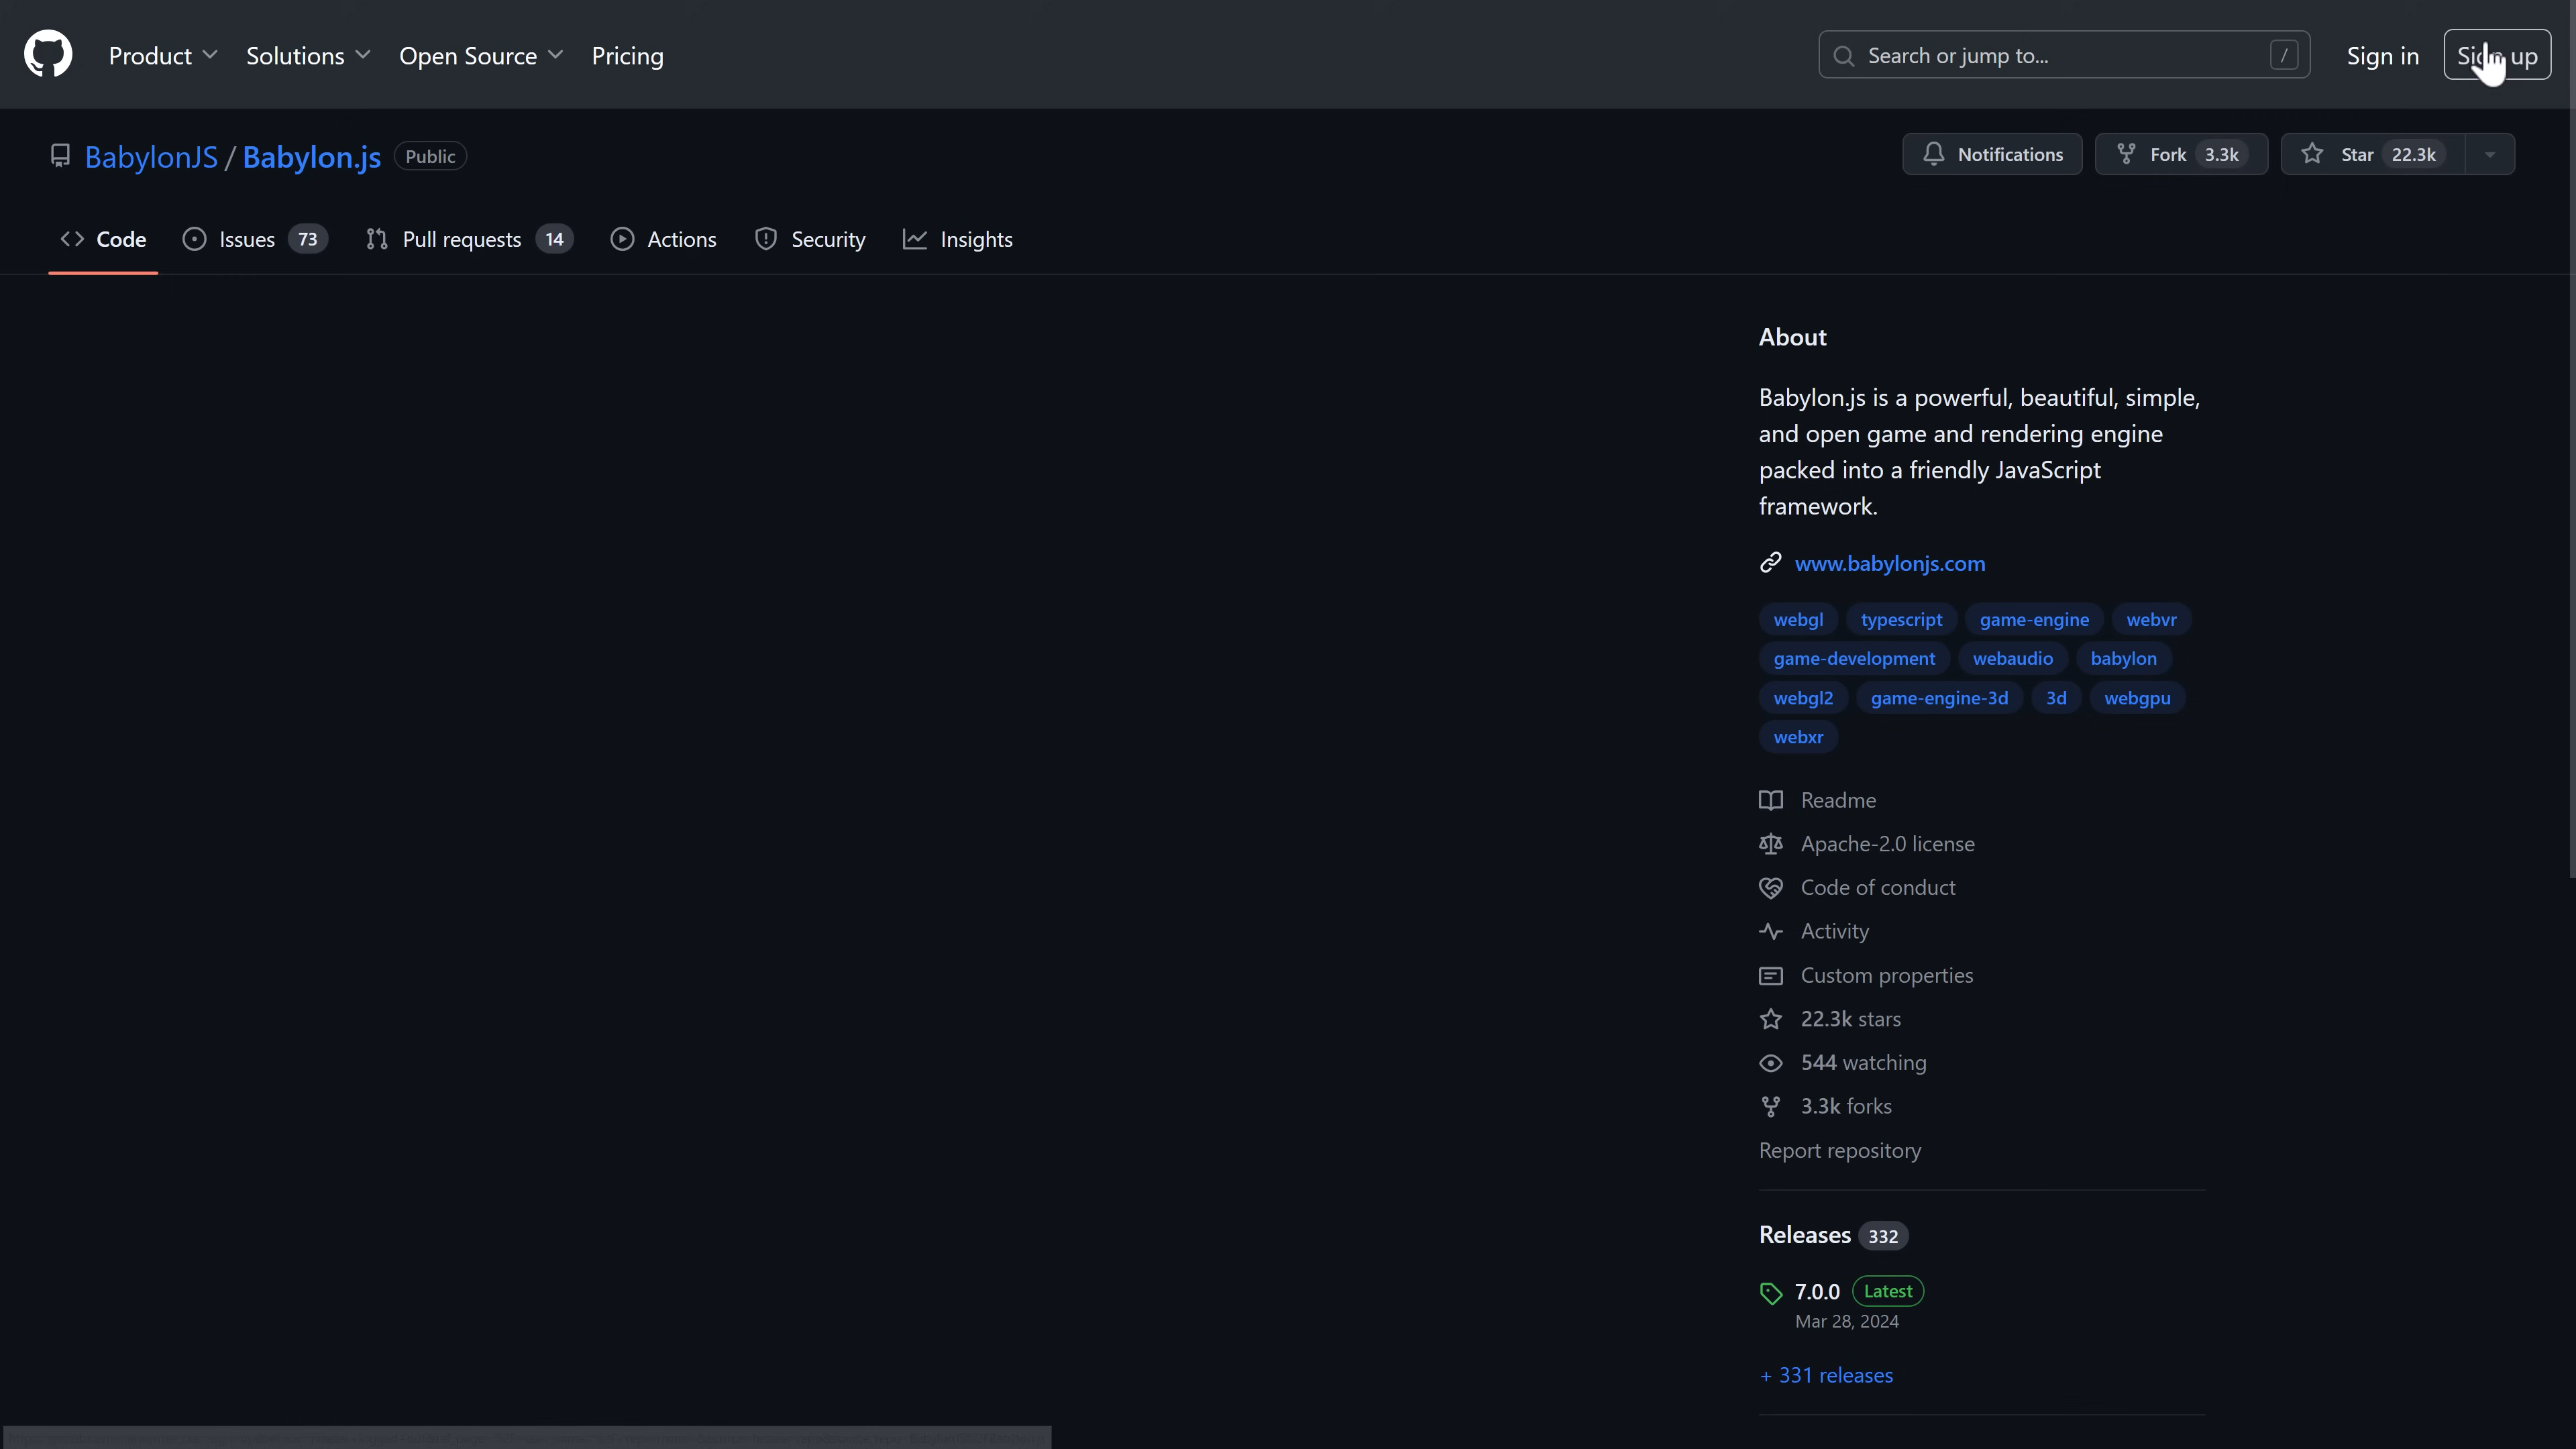 Product Solutions Open Source Pricing Search or jump to... / Sign in Sign up
BabylonJS / Babylon.js Public Notifications Fork 3.3k Star 22.3k
Code Issues 73 Pull requests 14 Actions Security Insights
About
Babylon.js is a powerful, beautiful, simple,
and open game and rendering engine
packed into a friendly JavaScript
framework.
www.babylonjs.com
webgl typescript game-engine webvr
game-development webaudio babylon
webgl2 game-engine-3d 3d webgpu
webxr
Readme
Apache-2.0 license
Code of conduct
Activity
Custom properties
22.3k stars
544 watching
3.3k forks
Report repository
Releases 332
7.0.0 Latest
Mar 28, 2024
+ 331 releases